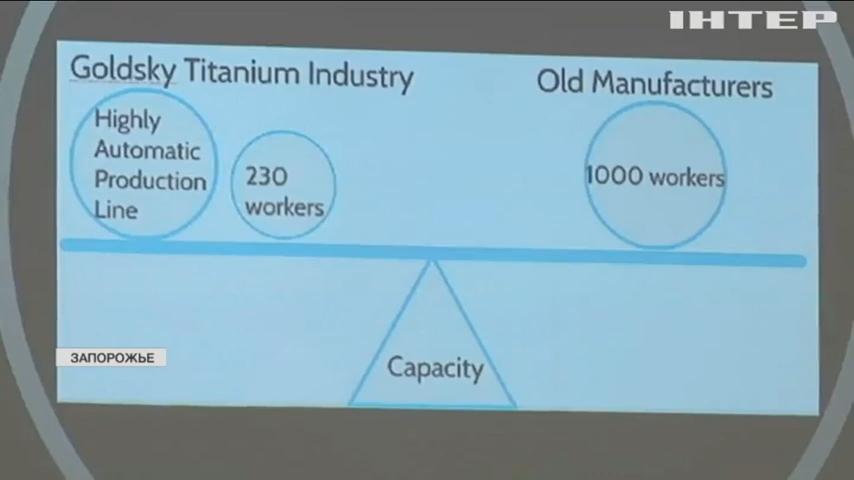 ІНТЕР
Goldsky Titanium Industry
Old Manufacturers
Highly
Automatic
Production
Line
230
workers
1000 workers
Capacity
ЗАПОРОЖЬЕ